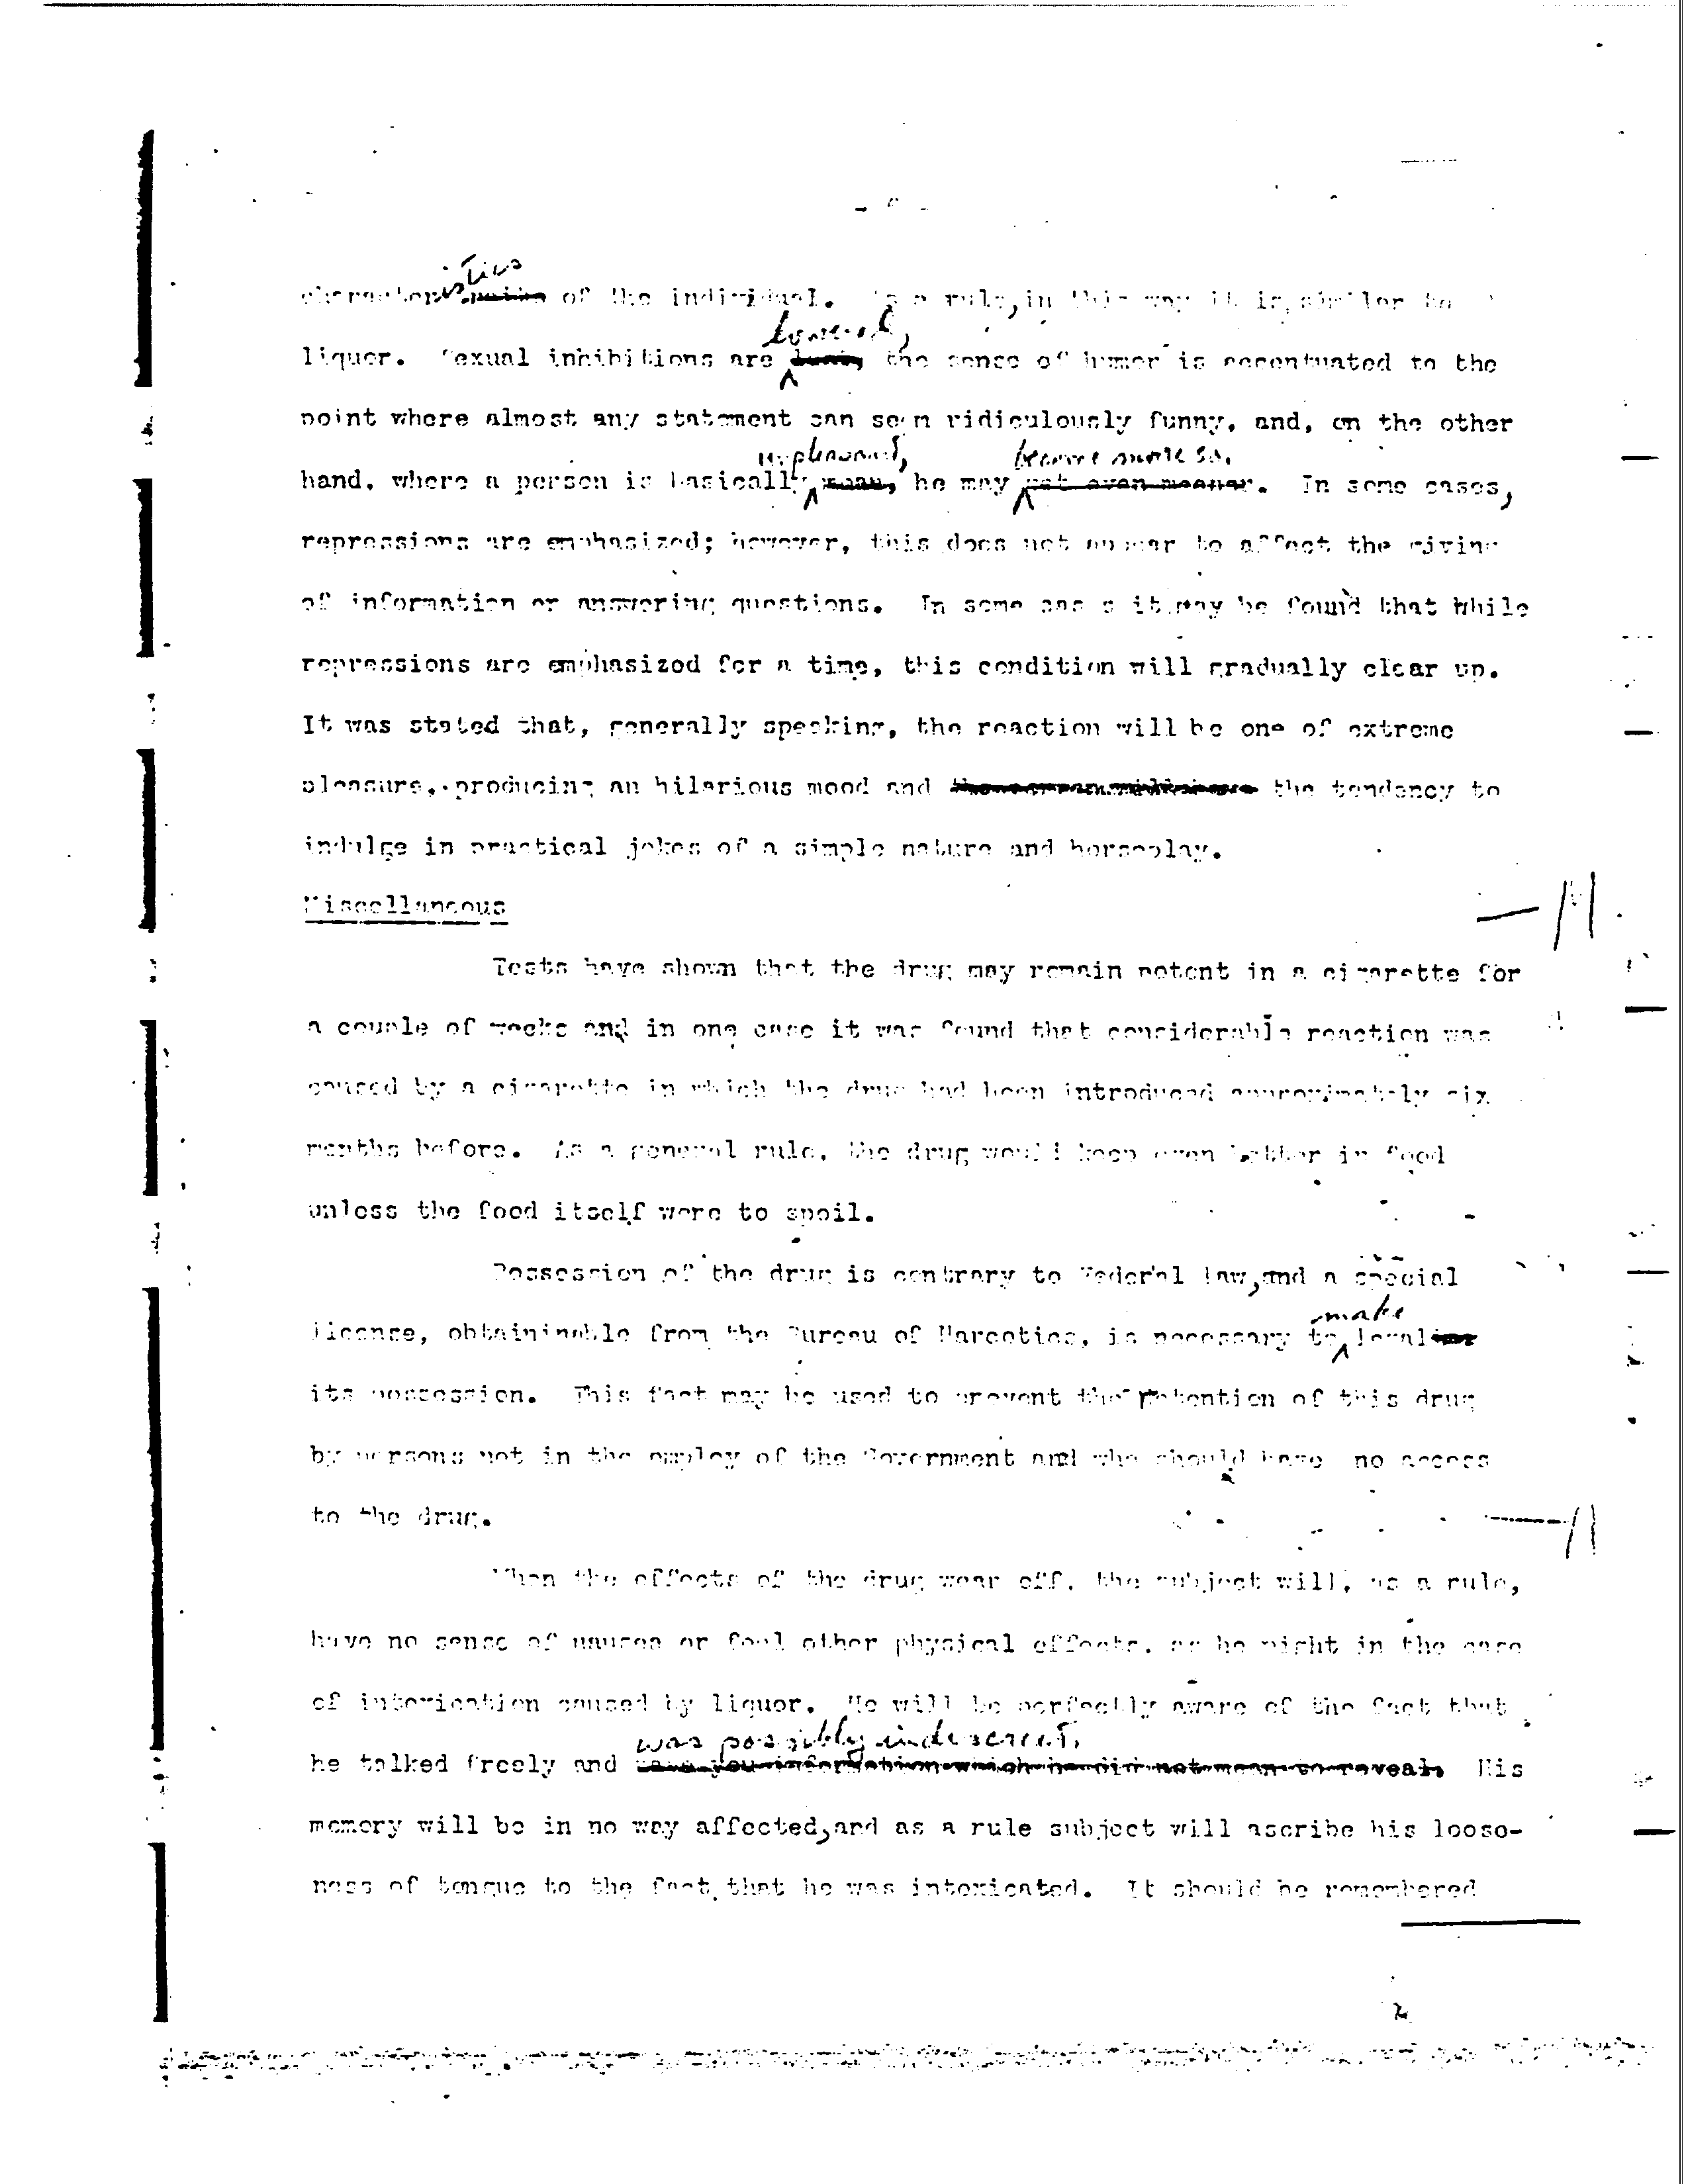 characteristics of the individual. As a rule, in this way it is similar to
liquor. Sexual inhibitions are lowered, the sense of humor is accentuated to the
point where almost any statement can seem ridiculously funny, and, on the other
hand, where a person is basically unpleasant, he may become more so. In some cases,
repressions are emphasized; however, this does not appear to affect the giving
of information or answering questions. In some cases it may be found that while
repressions are emphasized for a time, this condition will gradually clear up.
It was stated that, generally speaking, the reaction will be one of extreme
pleasure, producing an hilarious mood and the tendency to
indulge in practical jokes of a simple nature and horseplay.
Miscellaneous
Tests have shown that the drug may remain potent in a cigarette for
a couple of weeks and in one case it was found that considerable reaction was
caused by a cigarette in which the drug had been introduced approximately six
months before. As a general rule, the drug would keep even better in food
unless the food itself were to spoil.
Possession of the drug is contrary to Federal law, and a special
license, obtaininable from the Bureau of Narcotics, is necessary to make legal
its possession. This fact may be used to prevent the retention of this drug
by persons not in the employ of the Government and who should have no access
to the drug.
When the effects of the drug wear off, the subject will, as a rule,
have no sense of nausea or feel other physical effects, as he might in the case
of intoxication caused by liquor. He will be perfectly aware of the fact that
he talked freely and was possibly indiscreet. His
memory will be in no way affected, and as a rule subject will ascribe his loose-
ness of tongue to the fact that he was intoxicated. It should be remembered